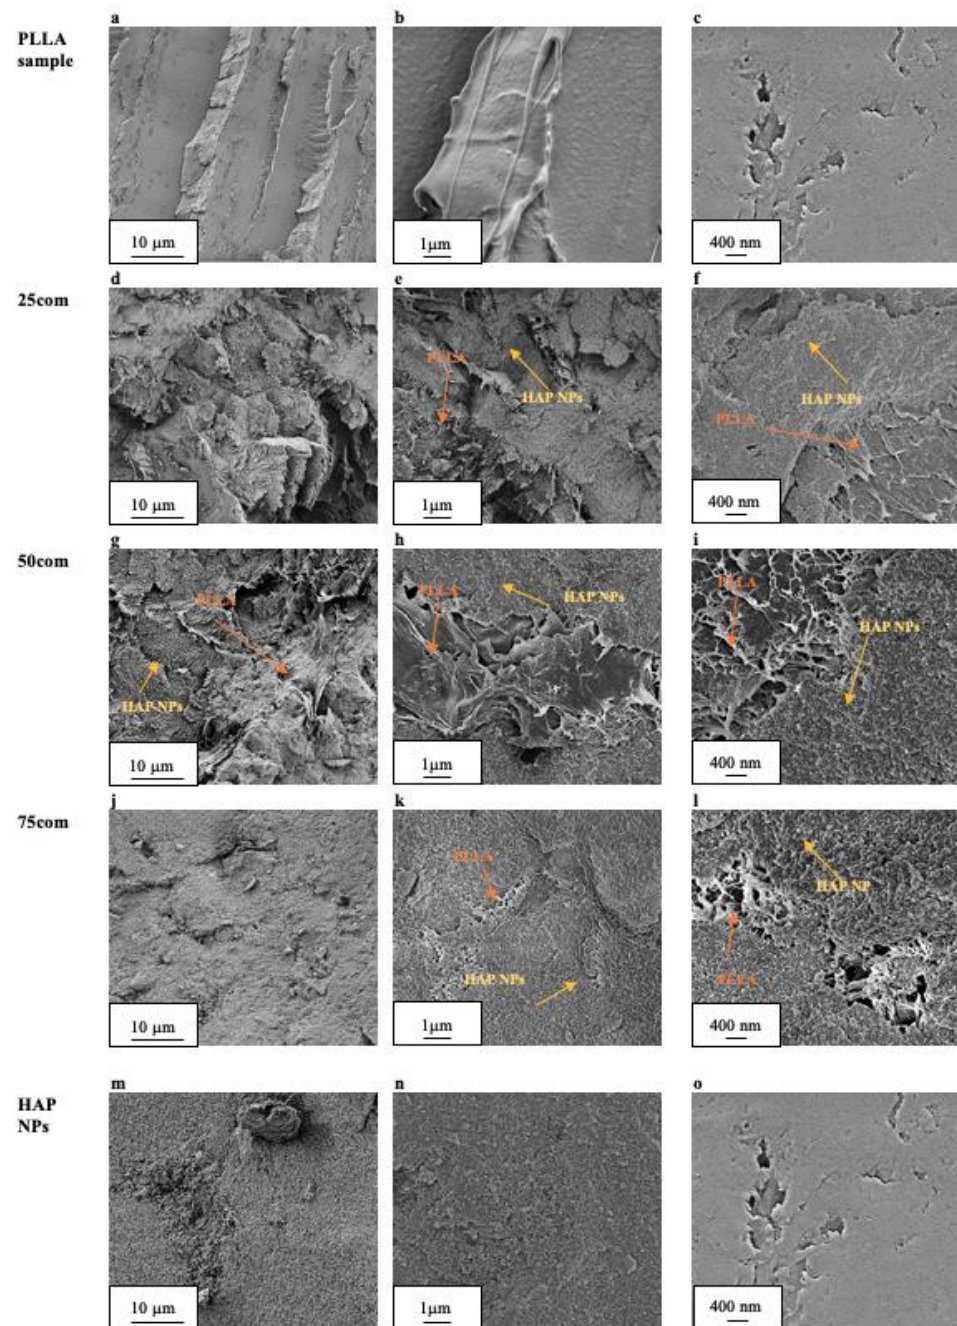 a
b
c
PLLA
sample
10 μm
1μm
400 nm
d
e
f
25com
PLLA
HAP NPs
HAP NPs
PLLA
10 μm
1μm
400 nm
g
h
i
50com
PLLA
HAP-NPs
PLLA
HAP NPs
PLLA
HAP NPs
10 μm
1μm
400 nm
j
k
l
75com
PLLA
HAP NPs
HAP NP
PLLA
10 μm
1μm
400 nm
m
n
o
HAP
NPs
10 μm
1μm
400 nm